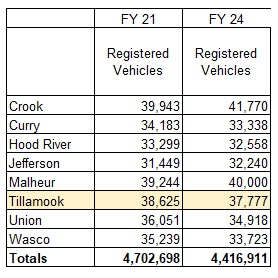 FY 21 FY 24
Registered Vehicles Registered Vehicles
Crook 39,943 41,770
Curry 34,183 33,338
Hood River 33,299 32,558
Jefferson 31,449 32,240
Malheur 39,244 40,000
Tillamook 38,625 37,777
Union 36,051 34,918
Wasco 35,239 33,723
Totals 4,702,698 4,416,911